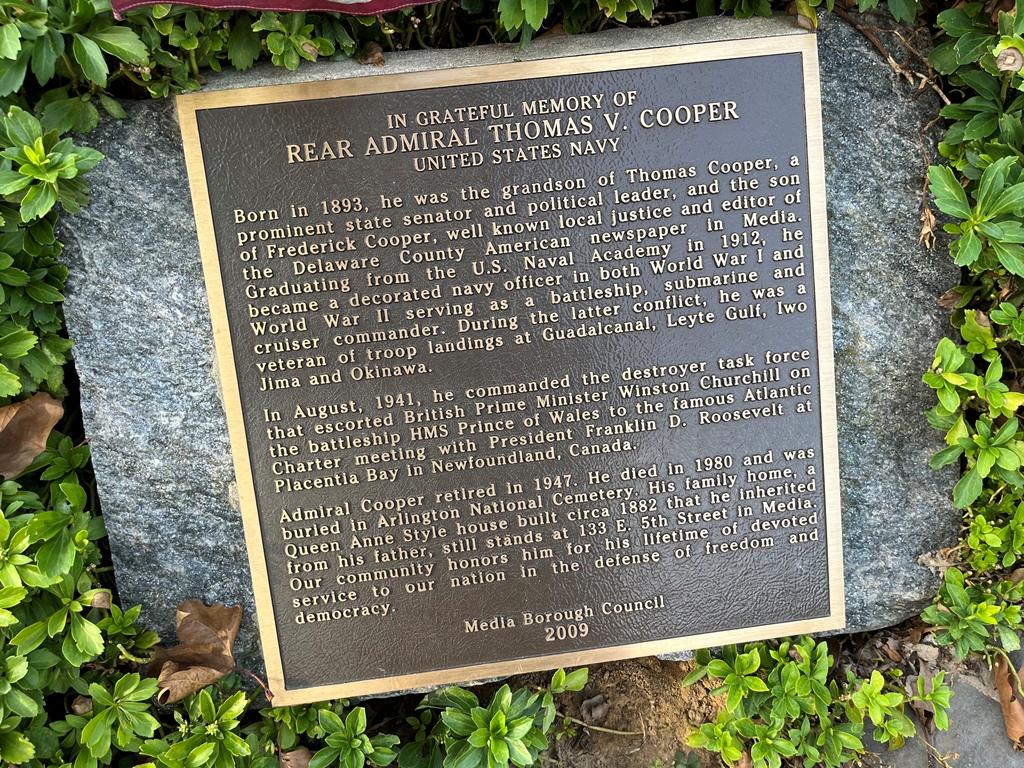 IN GRATEFUL MEMORY OF
REAR ADMIRAL THOMAS V. COOPER
UNITED STATES NAVY
Born in 1893, he was the grandson of Thomas Cooper, a
prominent state senator and political leader, and the son
of Frederick Cooper, well known local justice and editor of
the Delaware County American newspaper in Media.
Graduating from the U.S. Naval Academy in 1912, he
became a decorated navy officer in both World War I and
World War II serving as a battleship, submarine and
cruiser commander. During the latter conflict, he was a
veteran of troop landings at Guadalcanal, Leyte Gulf, Iwo
Jima and Okinawa.
In August, 1941, he commanded the destroyer task force
that escorted British Prime Minister Winston Churchill on
the battleship HMS Prince of Wales to the famous Atlantic
Charter meeting with President Franklin D. Roosevelt at
Placentia Bay in Newfoundland, Canada.
Admiral Cooper retired in 1947. He died in 1980 and was
buried in Arlington National Cemetery. His family home, a
Queen Anne Style house built circa 1882 that he inherited
from his father, still stands at 133 E. 5th Street in Media.
Our community honors him for his lifetime of devoted
service to our nation in the defense of freedom and
democracy.
Media Borough Council
2009